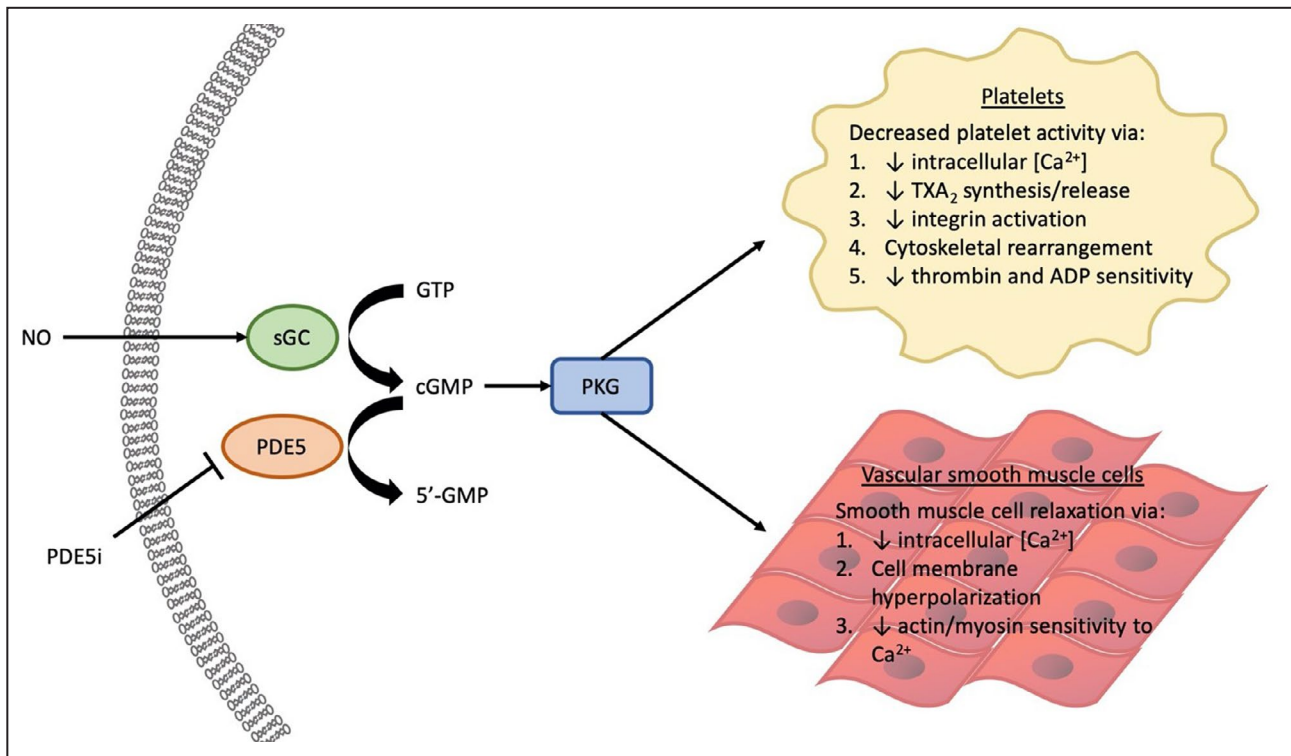 Platelets
Decreased platelet activity via:
1. ↓ intracellular [Ca²⁺]
2. ↓ TXA₂ synthesis/release
3. ↓ integrin activation
4. Cytoskeletal rearrangement
5. ↓ thrombin and ADP sensitivity
GTP
NO
sGC
cGMP
PKG
PDE5
5′-GMP
PDE5i
Vascular smooth muscle cells
Smooth muscle cell relaxation via:
1. ↓ intracellular [Ca²⁺]
2. Cell membrane
hyperpolarization
3. ↓ actin/myosin sensitivity to
Ca²⁺